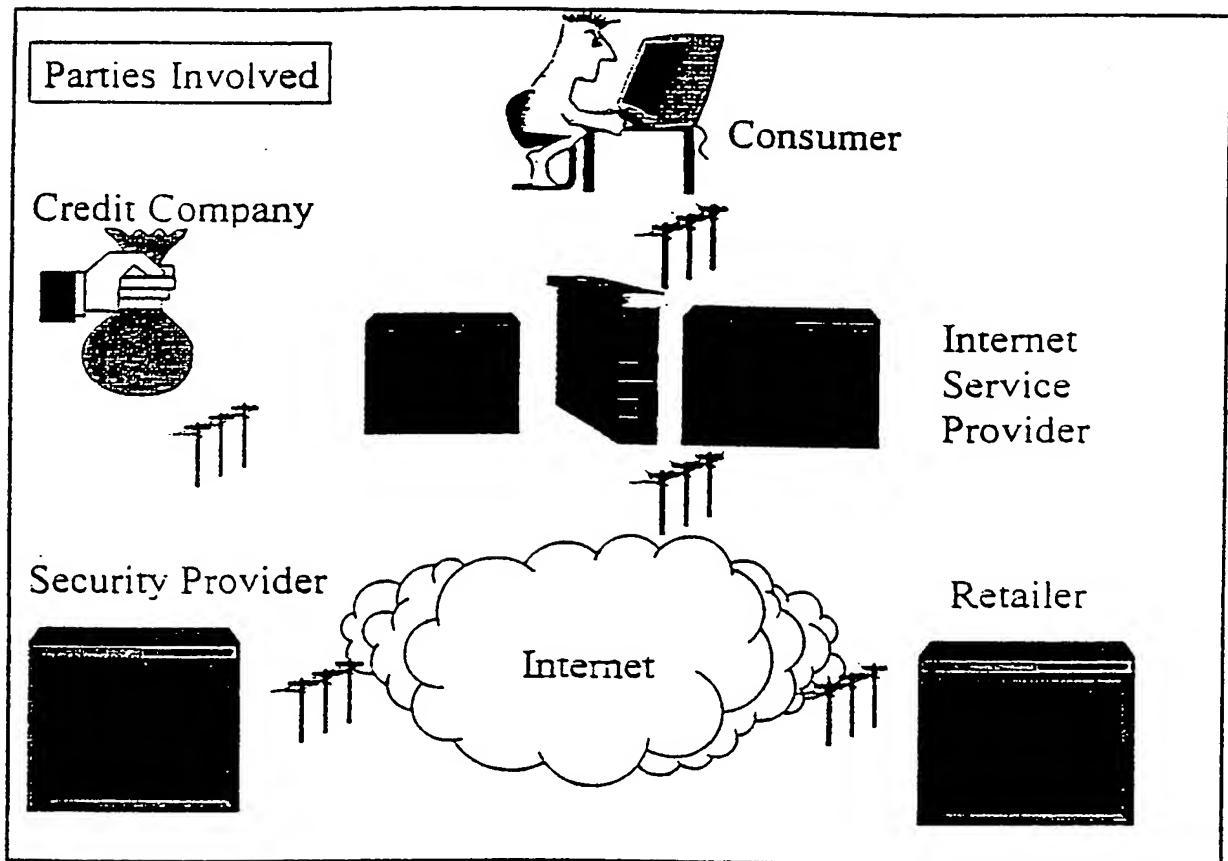 Parties Involved
Consumer
Credit Company
Internet
Service
Provider
Security Provider
Retailer
Internet